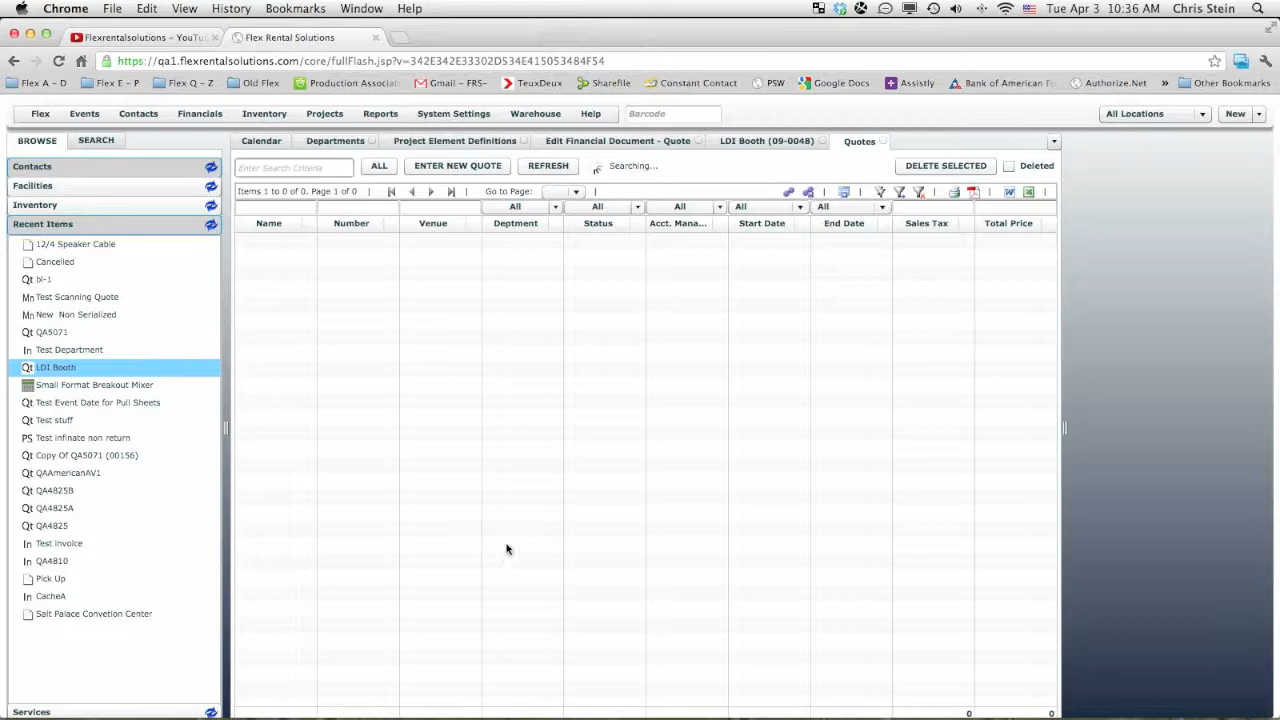 Chrome File Edit View History Bookmarks Window Help Tue Apr 3 10:36 AM Chris Stein
Flexrentalsolutions – YouTu Flex Rental Solutions
https://qa1.flexrentalsolutions.com/core/fullFlash.jsp?v=342E342E33302D534E415053484F54
Flex A – D Flex E – P Flex Q – Z Old Flex Production Associat Gmail – FRS– TeuxDeux Sharefile Constant Contact PSW Google Docs Assistly Bank of American Fo Authorize.Net » Other Bookmarks
Flex Events Contacts Financials Inventory Projects Reports System Settings Warehouse Help Barcode All Locations New
BROWSE SEARCH Calendar Departments Project Element Definitions Edit Financial Document - Quote LDI Booth (09-0048) Quotes
Contacts
Facilities
Inventory
Recent Items
12/4 Speaker Cable
Cancelled
Qt bl-1
Mn Test Scanning Quote
Mn New Non Serialized
Qt QA5071
In Test Department
Qt LDI Booth
Small Format Breakout Mixer
Qt Test Event Date for Pull Sheets
Qt Test stuff
PS Test infinate non return
Qt Copy Of QA5071 (00156)
Qt QAAmericanAV1
Qt QA4825B
Qt QA4825A
Qt QA4825
In Test invoice
In QA4810
Pick Up
In CacheA
Salt Palace Convetion Center
Services
Enter Search Criteria ALL ENTER NEW QUOTE REFRESH Searching... DELETE SELECTED Deleted
Items 1 to 0 of 0. Page 1 of 0 Go to Page:
All All All All All
Name Number Venue Deptment Status Acct. Mana... Start Date End Date Sales Tax Total Price
0 0